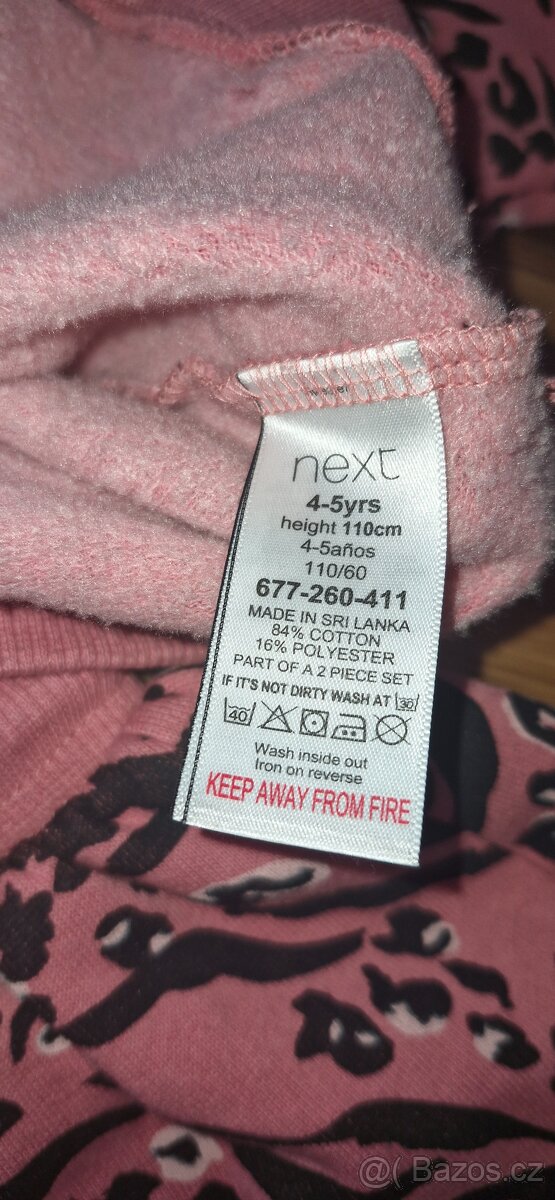 next
4-5yrs
height 110cm
4-5años
110/60
677-260-411
MADE IN SRI LANKA
84% COTTON
16% POLYESTER
PART OF A 2 PIECE SET
IF IT'S NOT DIRTY WASH AT 30
40
Wash inside out
Iron on reverse
KEEP AWAY FROM FIRE
@( Bazos.cz